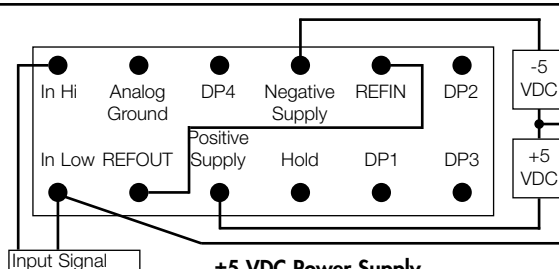 In Hi Analog Ground DP4 Negative Supply REFIN DP2
-5 VDC
In Low REFOUT Positive Supply Hold DP1 DP3
+5 VDC
Input Signal
±5 VDC Power Supply